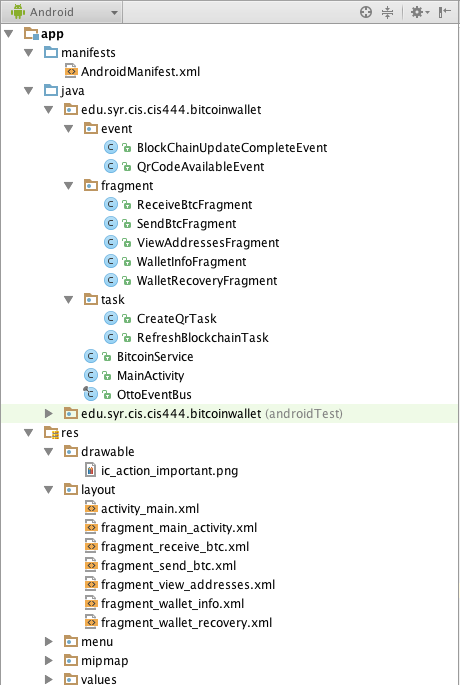 Android
app
manifests
AndroidManifest.xml
java
edu.syr.cis.cis444.bitcoinwallet
event
BlockChainUpdateCompleteEvent
QrCodeAvailableEvent
fragment
ReceiveBtcFragment
SendBtcFragment
ViewAddressesFragment
WalletInfoFragment
WalletRecoveryFragment
task
CreateQrTask
RefreshBlockchainTask
BitcoinService
MainActivity
OttoEventBus
edu.syr.cis.cis444.bitcoinwallet (androidTest)
res
drawable
ic_action_important.png
layout
activity_main.xml
fragment_main_activity.xml
fragment_receive_btc.xml
fragment_send_btc.xml
fragment_view_addresses.xml
fragment_wallet_info.xml
fragment_wallet_recovery.xml
menu
mipmap
values